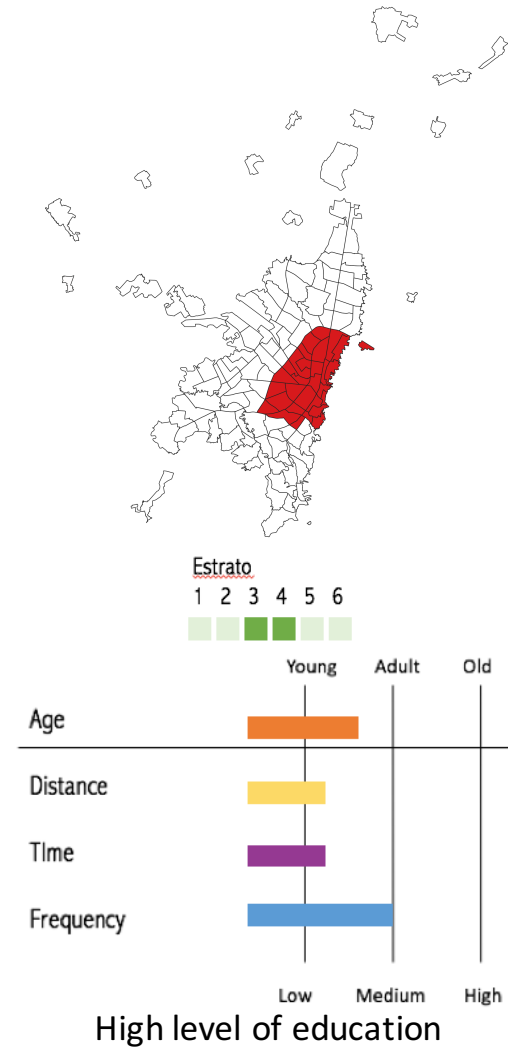 Estrato
1 2 3 4 5 6
Young Adult Old
Age
Distance
TIme
Frequency
Low Medium High
High level of education